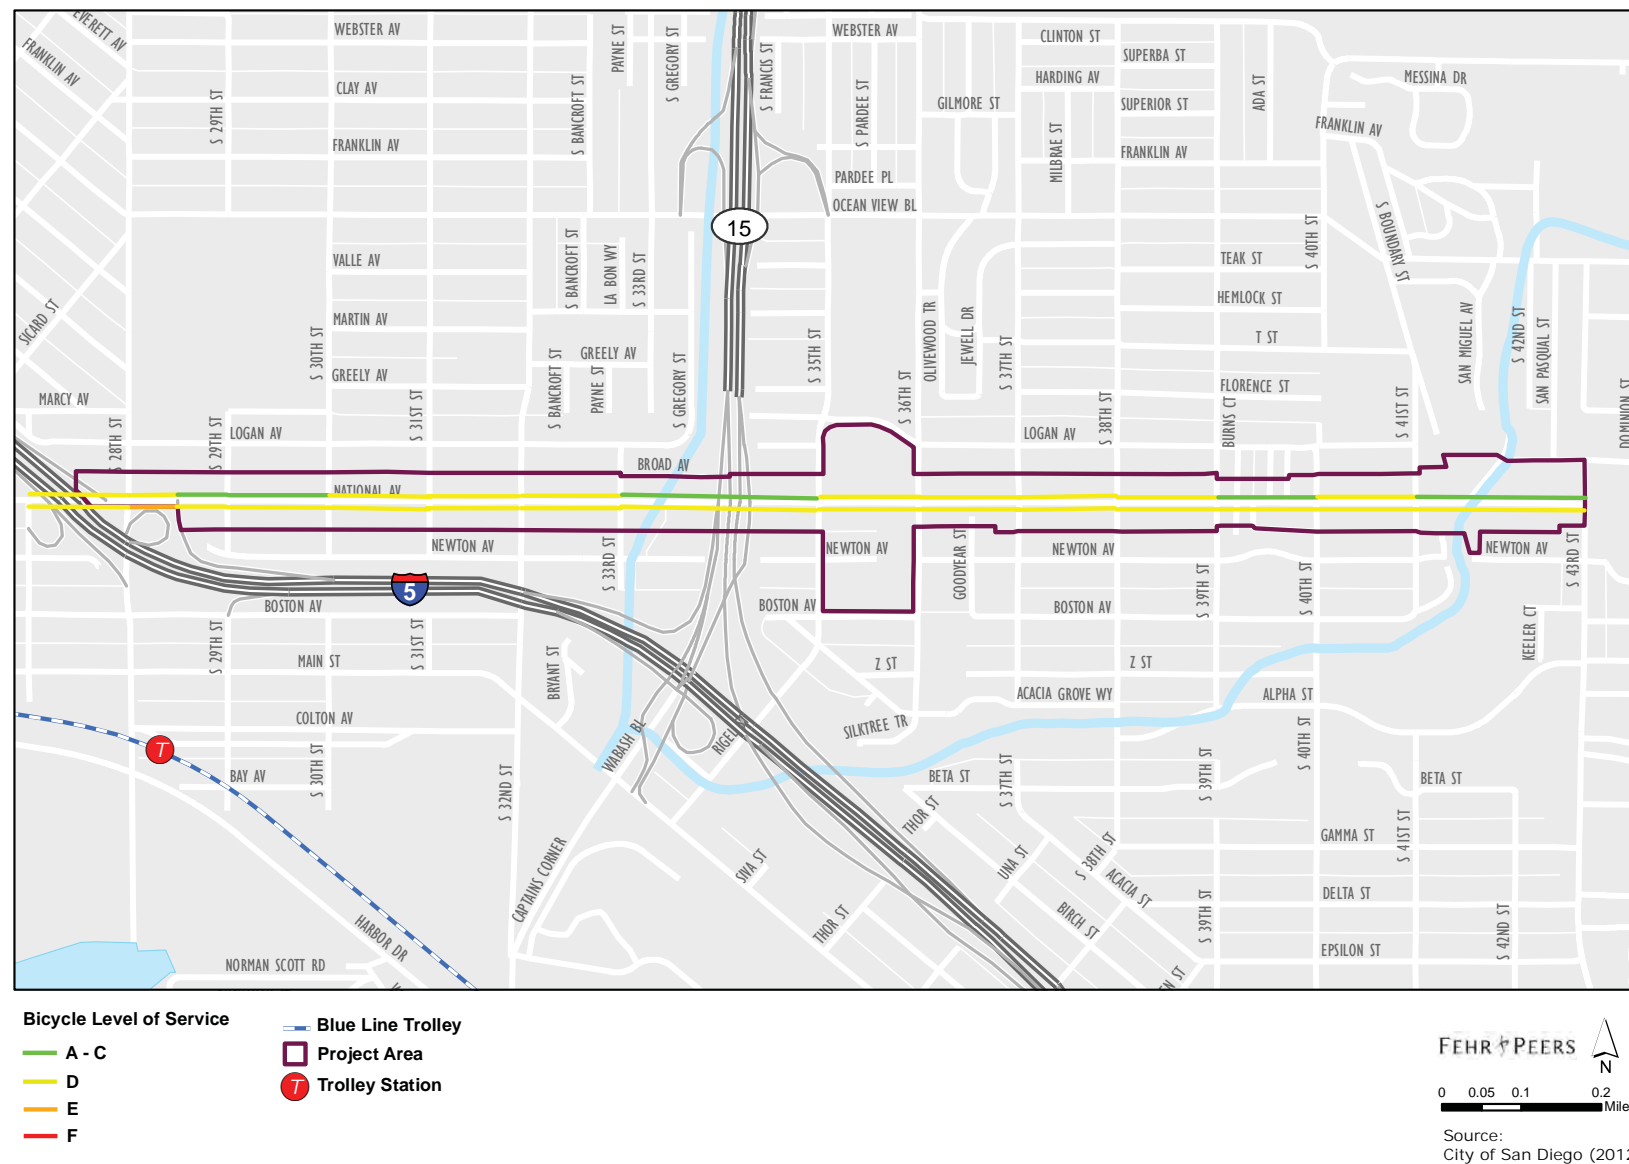 EVERETT AV
FRANKLIN AV
WEBSTER AV
PAYNE ST
S GREGORY ST
S FRANCIS ST
WEBSTER AV
CLINTON ST
SUPERBA ST
HARDING AV
MESSINA DR
CLAY AV
S 29TH ST
S BANCROFT ST
S PARDEE ST
GILMORE ST
SUPERIOR ST
ADA ST
FRANKLIN AV
FRANKLIN AV
MILBRAE ST
FRANKLIN AV
PARDEE PL
OCEAN VIEW BL
15
S BOUNDARY ST
S 40TH ST
VALLE AV
S BANCROFT ST
LA BON WY
S 33RD ST
TEAK ST
HEMLOCK ST
SICARD ST
S 30TH ST
MARTIN AV
GREELY AV
S 35TH ST
OLIVEWOOD TR
JEWELL DR
S 37TH ST
T ST
SAN MIGUEL AV
S 42ND ST
SAN PASQUAL ST
GREELY AV
S BANCROFT ST
PAYNE ST
S GREGORY ST
S 36TH ST
FLORENCE ST
MARCY AV
S 28TH ST
S 29TH ST
LOGAN AV
S 31ST ST
LOGAN AV
S 38TH ST
BURNS CT
S 41ST ST
DOMINION ST
BROAD AV
NATIONAL AV
NEWTON AV
S 33RD ST
NEWTON AV
GOODYEAR ST
NEWTON AV
S 39TH ST
S 40TH ST
NEWTON AV
S 43RD ST
5
BOSTON AV
BOSTON AV
BOSTON AV
S 29TH ST
S 31ST ST
MAIN ST
BRYANT ST
Z ST
Z ST
KEELER CT
ACACIA GROVE WY
ALPHA ST
COLTON AV
WABASH BL
SILKTREE TR
T
BAY AV
S 30TH ST
S 32ND ST
BETA ST
S 37TH ST
S 39TH ST
S 40TH ST
BETA ST
THOR ST
CAPTAINS CORNER
SIVA ST
UNA ST
S 38TH ST
ACACIA ST
GAMMA ST
S 41ST ST
HARBOR DR
THOR ST
BIRCH ST
S 39TH ST
DELTA ST
S 42ND ST
NORMAN SCOTT RD
EPSILON ST
Bicycle Level of Service
A - C
D
E
F
Blue Line Trolley
Project Area
T Trolley Station
FEHR & PEERS
N
0 0.05 0.1 0.2
Mile
Source:
City of San Diego (2012